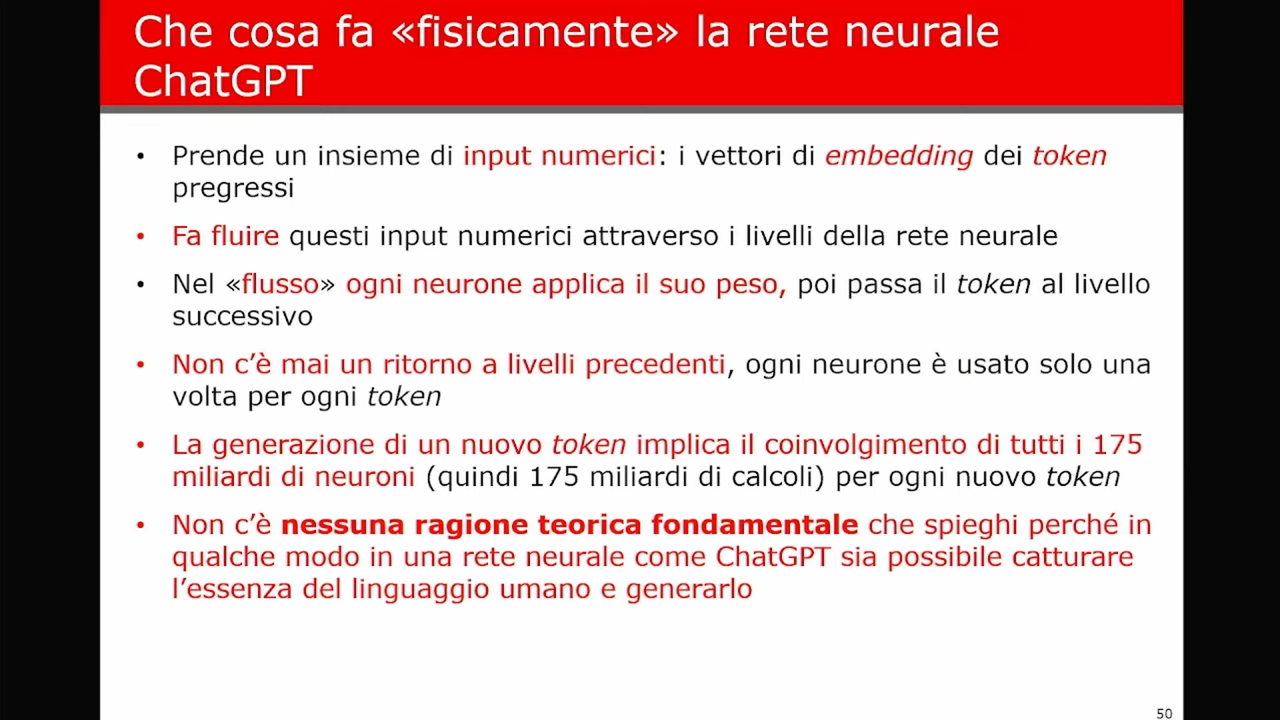 Che cosa fa «fisicamente» la rete neurale
ChatGPT
• Prende un insieme di input numerici: i vettori di embedding dei token
pregressi
• Fa fluire questi input numerici attraverso i livelli della rete neurale
• Nel «flusso» ogni neurone applica il suo peso, poi passa il token al livello
successivo
• Non c’è mai un ritorno a livelli precedenti, ogni neurone è usato solo una
volta per ogni token
• La generazione di un nuovo token implica il coinvolgimento di tutti i 175
miliardi di neuroni (quindi 175 miliardi di calcoli) per ogni nuovo token
• Non c’è nessuna ragione teorica fondamentale che spieghi perché in
qualche modo in una rete neurale come ChatGPT sia possibile catturare
l’essenza del linguaggio umano e generarlo
50